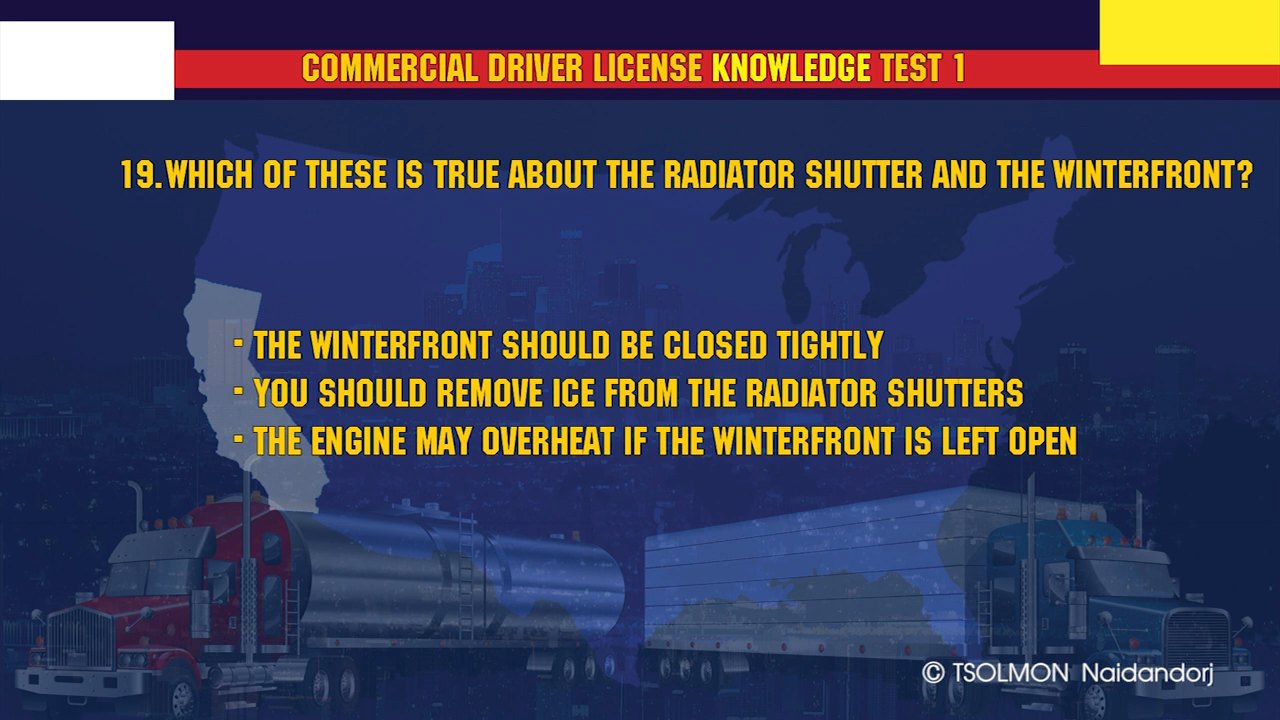 COMMERCIAL DRIVER LICENSE KNOWLEDGE TEST 1
19.WHICH OF THESE IS TRUE ABOUT THE RADIATOR SHUTTER AND THE WINTERFRONT?
- THE WINTERFRONT SHOULD BE CLOSED TIGHTLY
- YOU SHOULD REMOVE ICE FROM THE RADIATOR SHUTTERS
- THE ENGINE MAY OVERHEAT IF THE WINTERFRONT IS LEFT OPEN
© TSOLMON Naidandorj